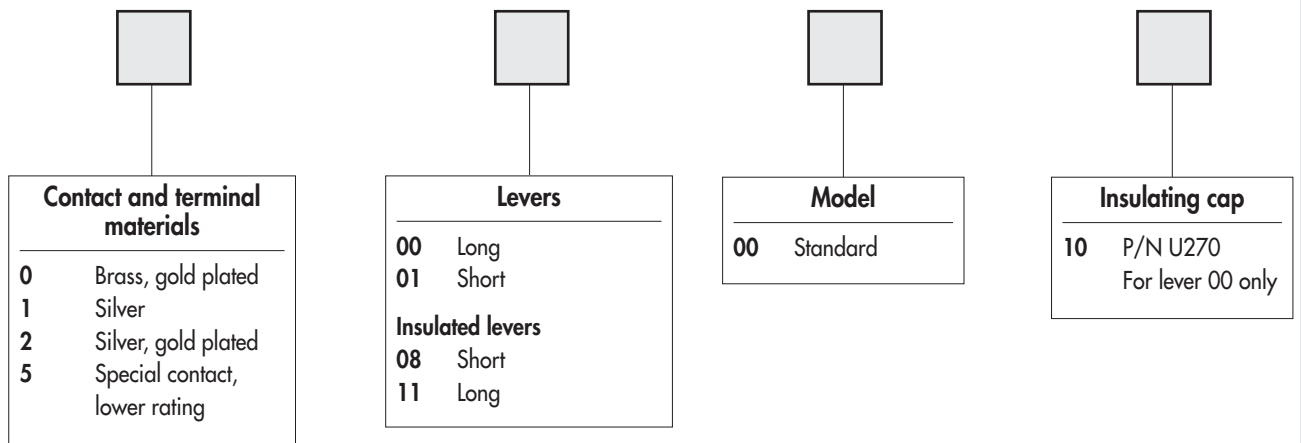 Contact and terminal
materials
0 Brass, gold plated
1 Silver
2 Silver, gold plated
5 Special contact,
lower rating
Levers
00 Long
01 Short
Insulated levers
08 Short
11 Long
Model
00 Standard
Insulating cap
10 P/N U270
For lever 00 only